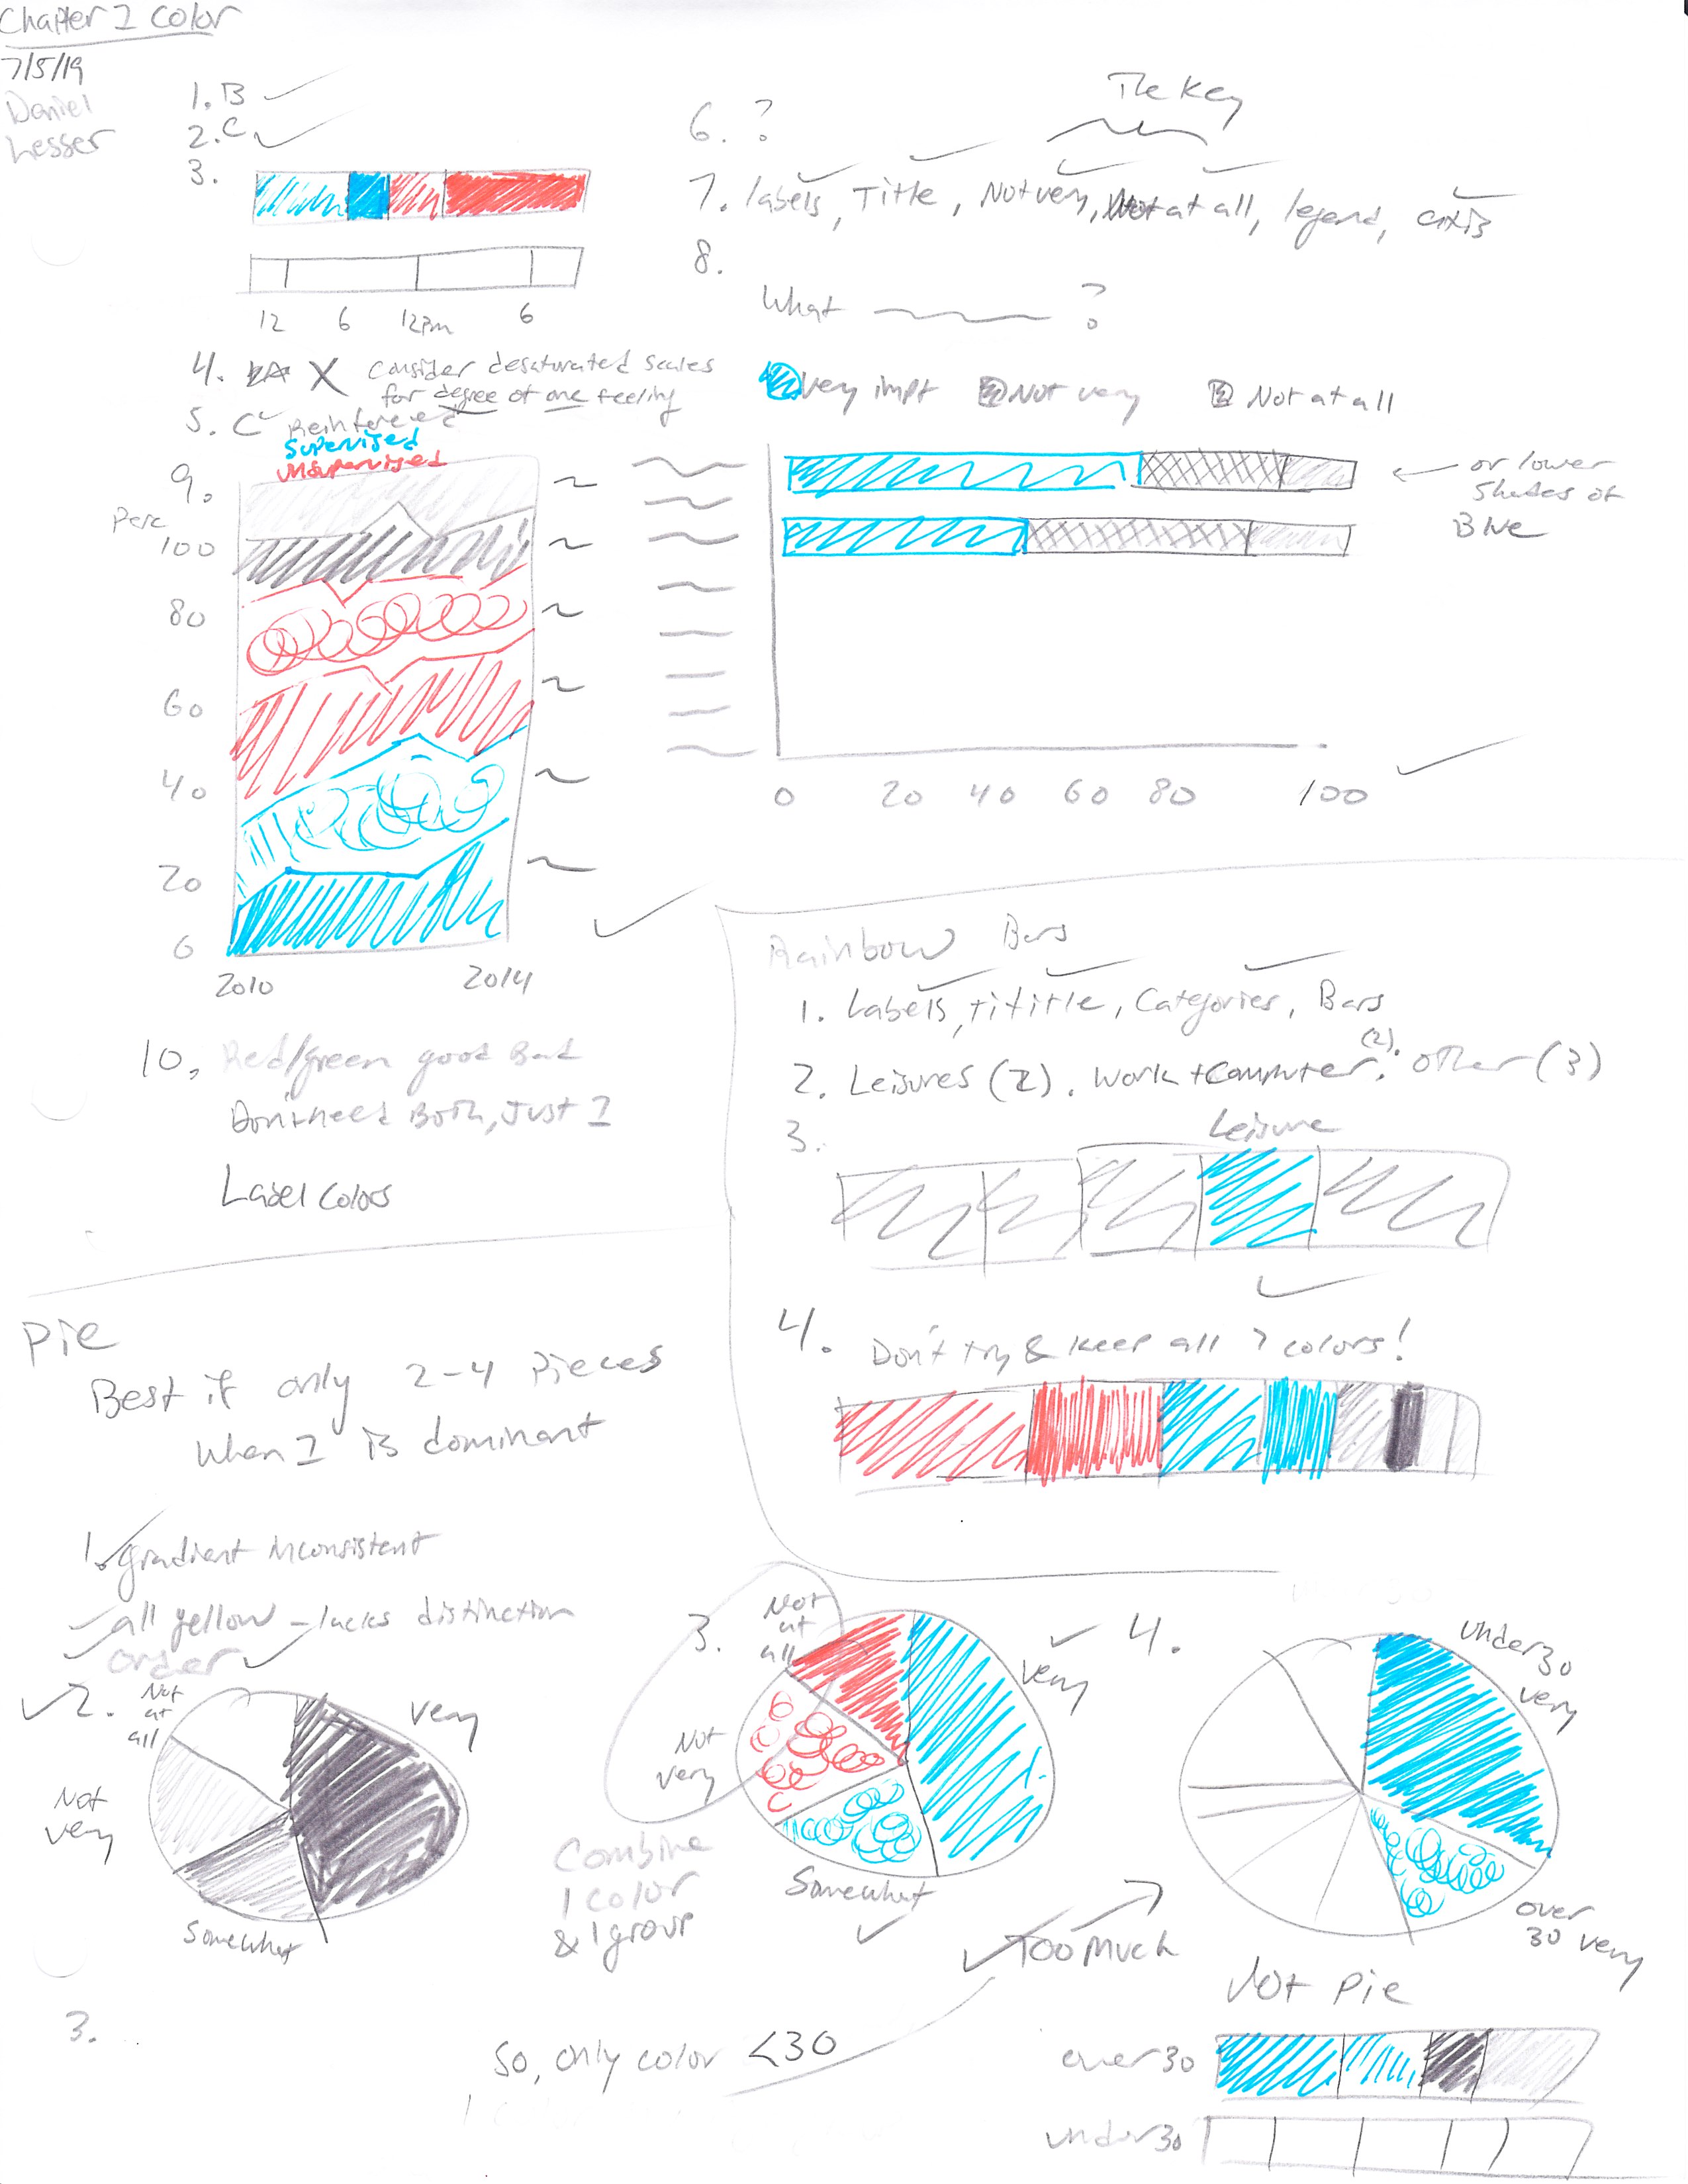 Chapter 1 Color
7/5/19
Daniel
Lesser
1. B
2. C
3.
12 6 12pm 6
4. X Consider desaturated scales
for degree of one feeling
5. C Reinforced
Supervised
Unsupervised
9.
Perc
100
80
60
40
20
0
2010 2014
10, Red/green good Bad
Don't need Both, Just 1
Label Colors
The Key
6. ?
7. labels, Title, Not very, Not at all, legend, axis
8.
What ?
Very impt Not very Not at all
or lower
Shades of
Blue
0 20 40 60 80 100
Rainbow Bars
1. Labels, tititle, Categories, Bars
2. Leisures (2). Work + Computer (2). Other (3)
3.
Leisure
4. Don't try & keep all 7 colors!
Pie
Best if only 2-4 Pieces
When 1 is dominant
1. gradient inconsistent
all yellow - lacks distinction
order
2.
Not
at
all
Very
Not
very
Somewhat
3.
Not
at
all
Very
Not
very
Somewhat
Combine
1 color
& 1 group
4.
Under 30
very
over
30 very
Too Much
Not Pie
3.
So, only color <30
over 30
under 30